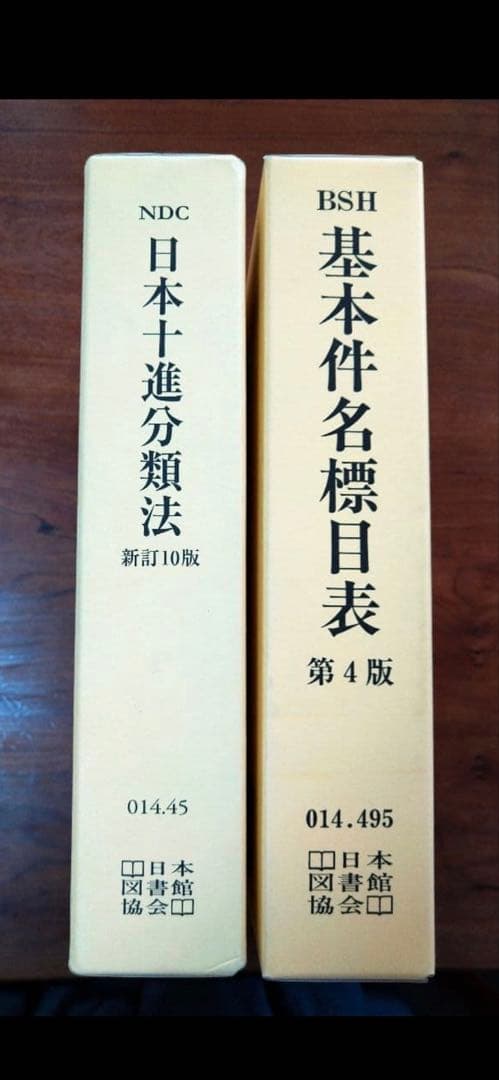 NDC
日本十進分類法
新訂10版
014.45
日本
図書館
協会
BSH
基本件名標目表
第4版
014.495
日本
図書館
協会